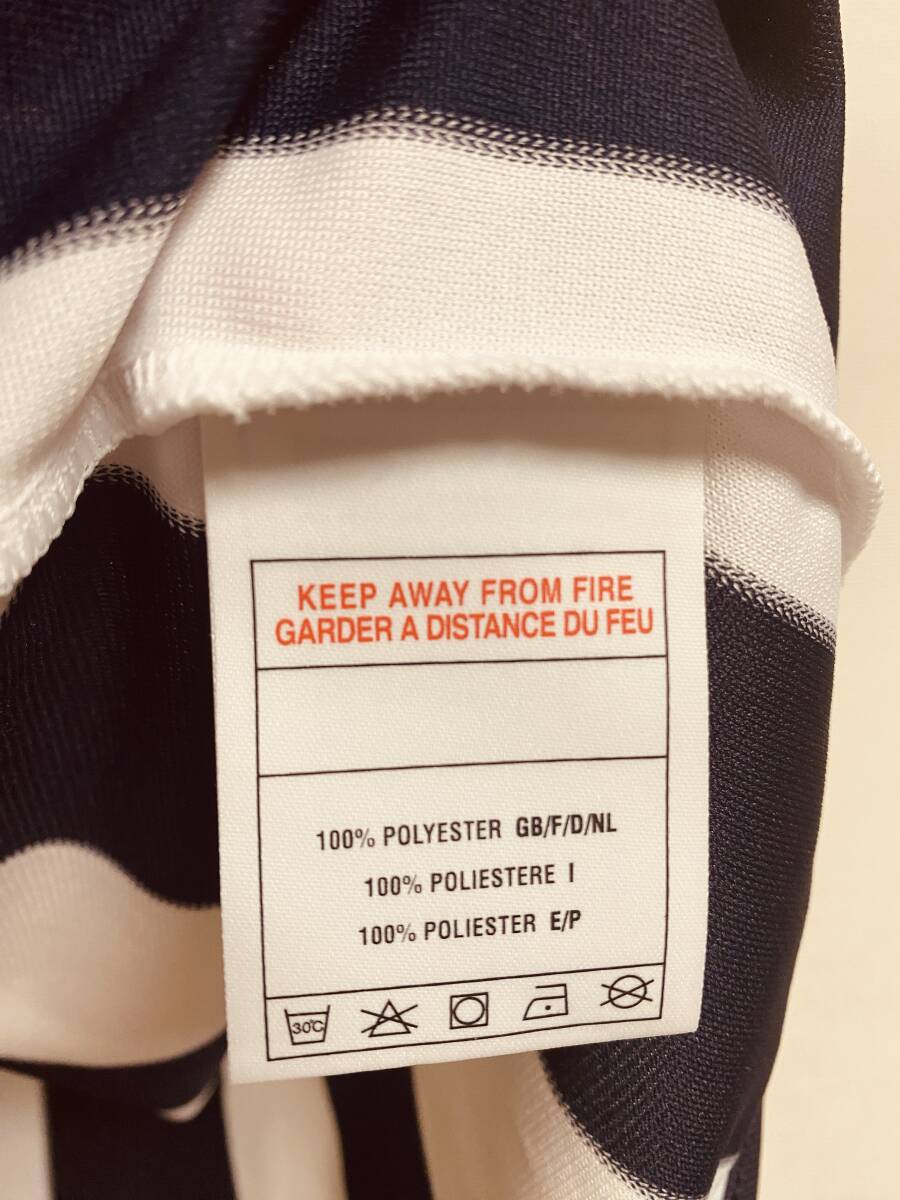 KEEP AWAY FROM FIRE
GARDER A DISTANCE DU FEU
100% POLYESTER GB/F/D/NL
100% POLIESTERE I
100% POLIESTER E/P
30°C